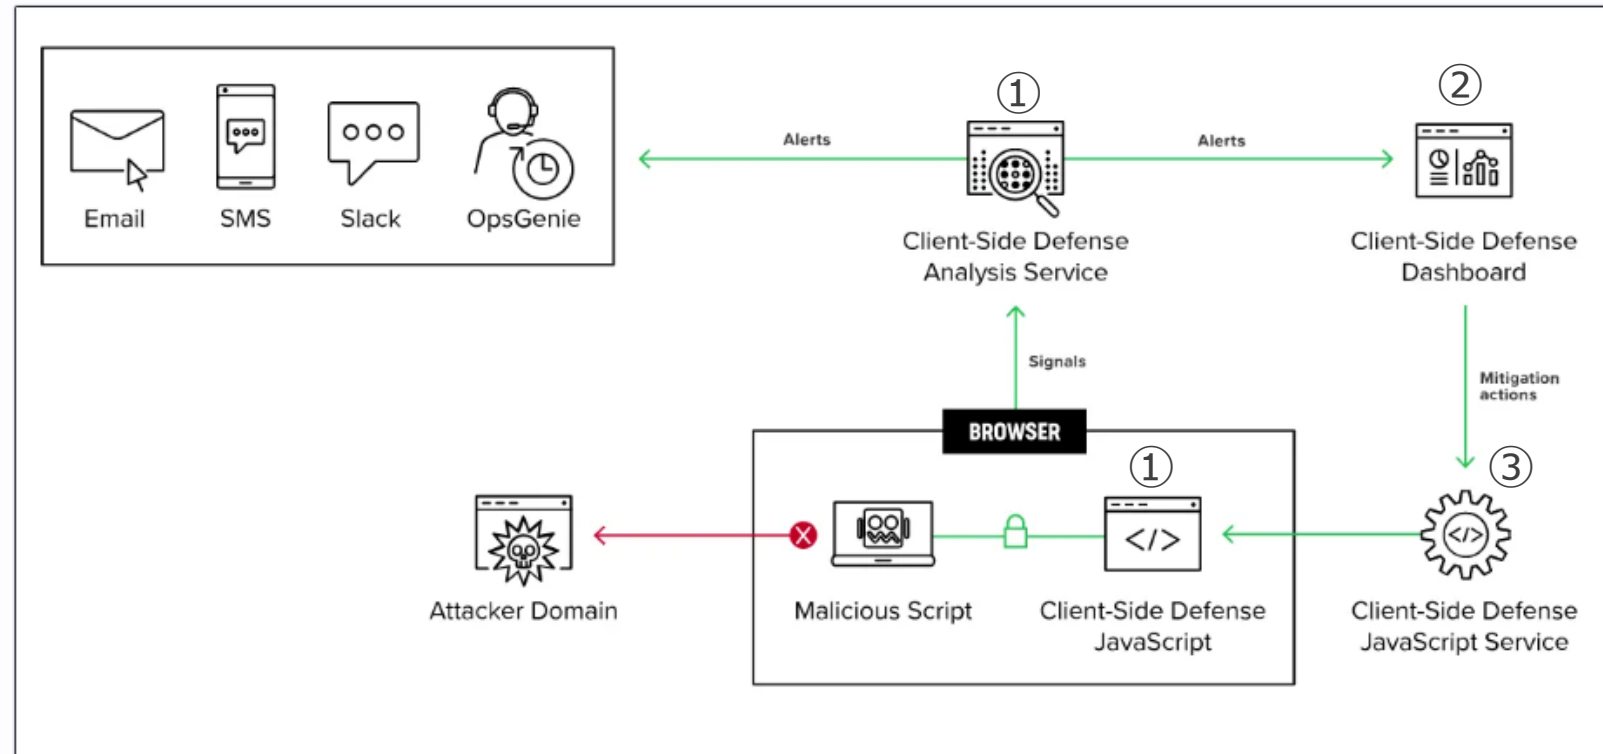 ①
②
Alerts
Alerts
Email
SMS
Slack
OpsGenie
Client-Side Defense
Analysis Service
Client-Side Defense
Dashboard
Signals
Mitigation
actions
BROWSER
①
③
</>
</>
Attacker Domain
Malicious Script
Client-Side Defense
JavaScript
Client-Side Defense
JavaScript Service